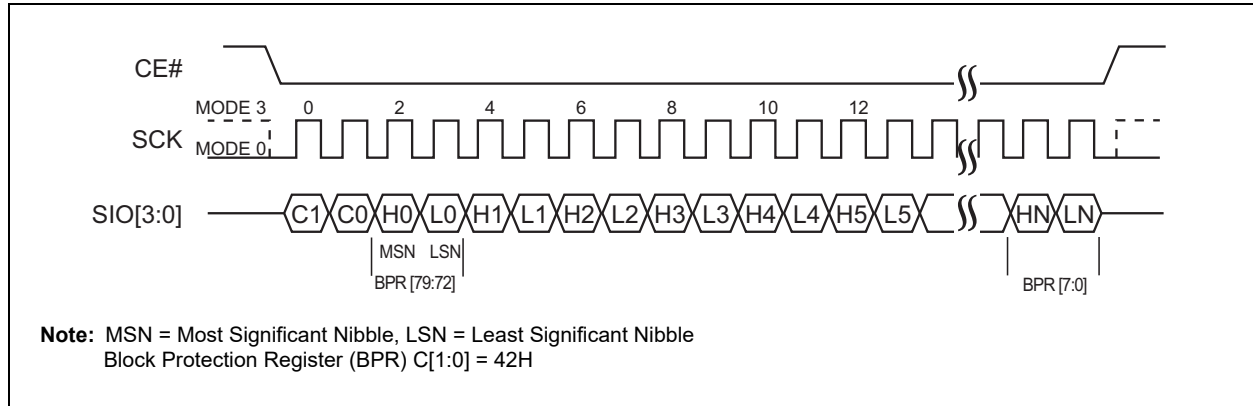 CE#
MODE 3 0 2 4 6 8 10 12
SCK
MODE 0
SIO[3:0] C1 C0 H0 L0 H1 L1 H2 L2 H3 L3 H4 L4 H5 L5 HN LN
MSN LSN
BPR [79:72] BPR [7:0]
Note: MSN = Most Significant Nibble, LSN = Least Significant Nibble
Block Protection Register (BPR) C[1:0] = 42H